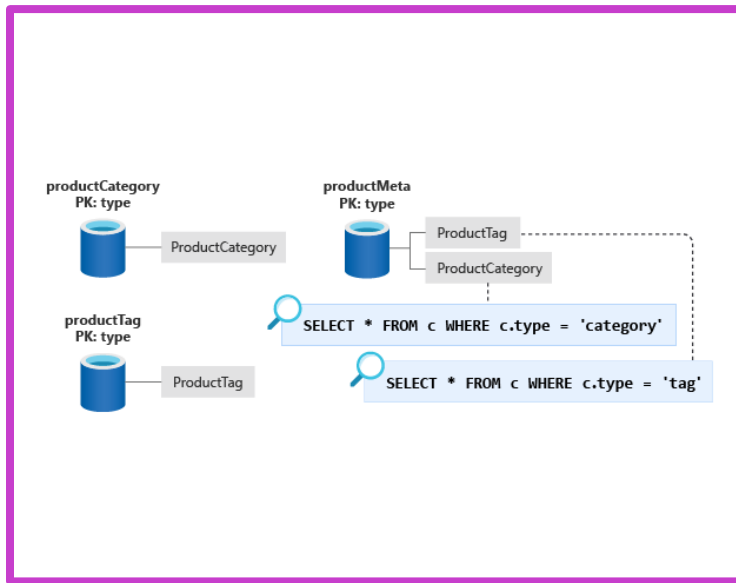 productCategory
PK: type
ProductCategory
productTag
PK: type
ProductTag
productMeta
PK: type
ProductTag
ProductCategory
SELECT * FROM c WHERE c.type = 'category'
SELECT * FROM c WHERE c.type = 'tag'